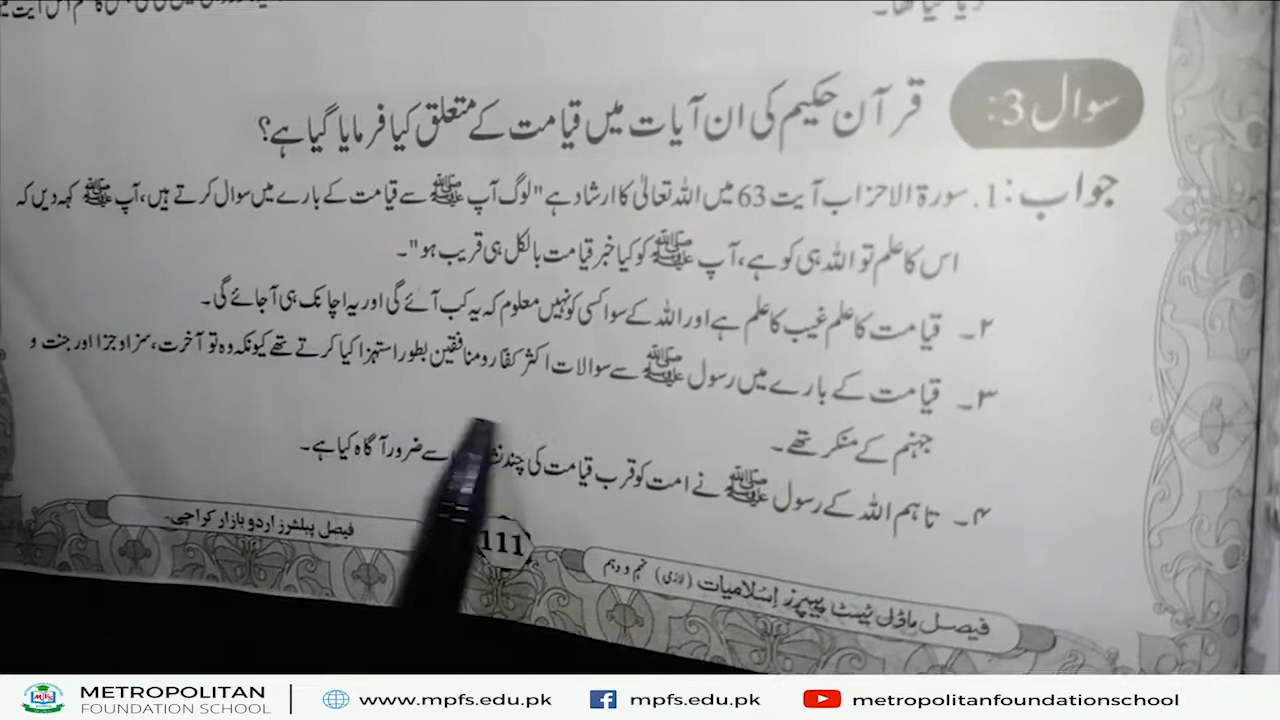 دیا گیا تھا۔
سوال 3:
قرآن حکیم کی ان آیات میں قیامت کے متعلق کیا فرمایا گیا ہے؟
جواب: 1. سورۃ الاحزاب آیت 63 میں اللہ تعالیٰ کا ارشاد ہے "لوگ آپ ﷺ سے قیامت کے بارے میں سوال کرتے ہیں، آپ ﷺ کہہ دیں کہ
اس کا علم تو اللہ ہی کو ہے، آپ ﷺ کو کیا خبر قیامت بالکل ہی قریب ہو"۔
۲۔ قیامت کا علم غیب کا علم ہے اور اللہ کے سوا کسی کو نہیں معلوم کہ یہ کب آئے گی اور یہ اچانک ہی آجائے گی۔
۳۔ قیامت کے بارے میں رسول ﷺ سے سوالات اکثر کفار و منافقین بطور استہزا کیا کرتے تھے کیونکہ وہ تو آخرت، سزا و جزا اور جنت و
جہنم کے منکر تھے۔
۴۔ تاہم اللہ کے رسول ﷺ نے امت کو قرب قیامت کی چند سے ضرور آگاہ کیا ہے۔
فیصل ماڈل ٹیسٹ پیپرز اسلامیات (لازمی) نہم و دہم
111
فیصل پبلشرز اردو بازار کراچی۔
METROPOLITAN
FOUNDATION SCHOOL
www.mpfs.edu.pk
mpfs.edu.pk
metropolitanfoundationschool